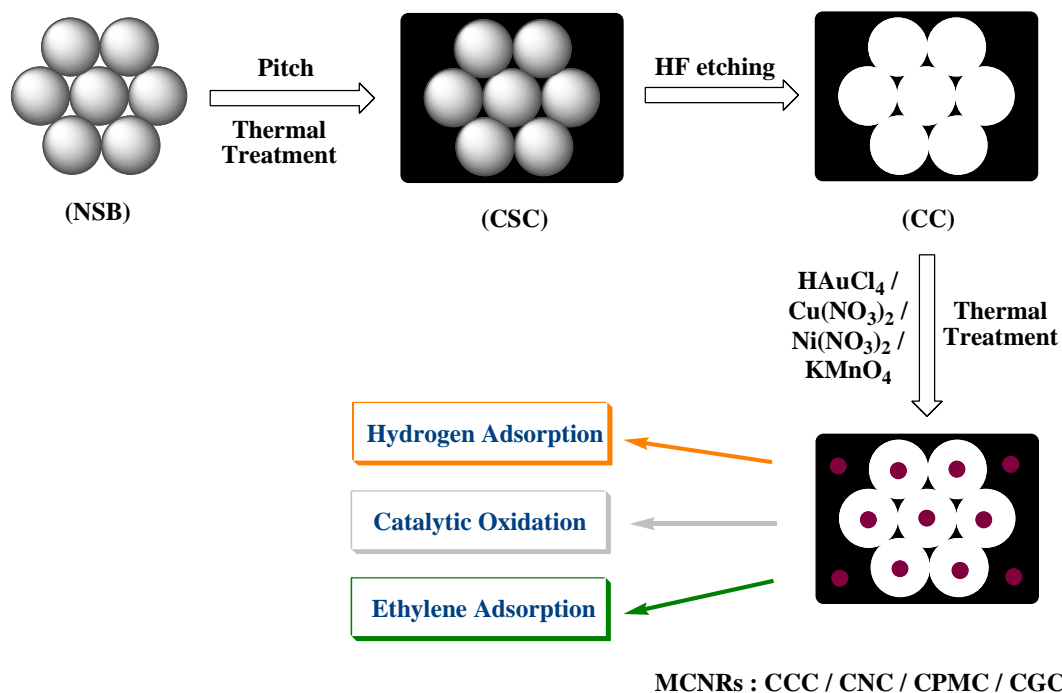 Pitch
Thermal
Treatment
HF etching
(NSB)
(CSC)
(CC)
HAuCl4 /
Cu(NO3)2 /
Ni(NO3)2 /
KMnO4
Thermal
Treatment
Hydrogen Adsorption
Catalytic Oxidation
Ethylene Adsorption
MCNRs : CCC / CNC / CPMC / CGC